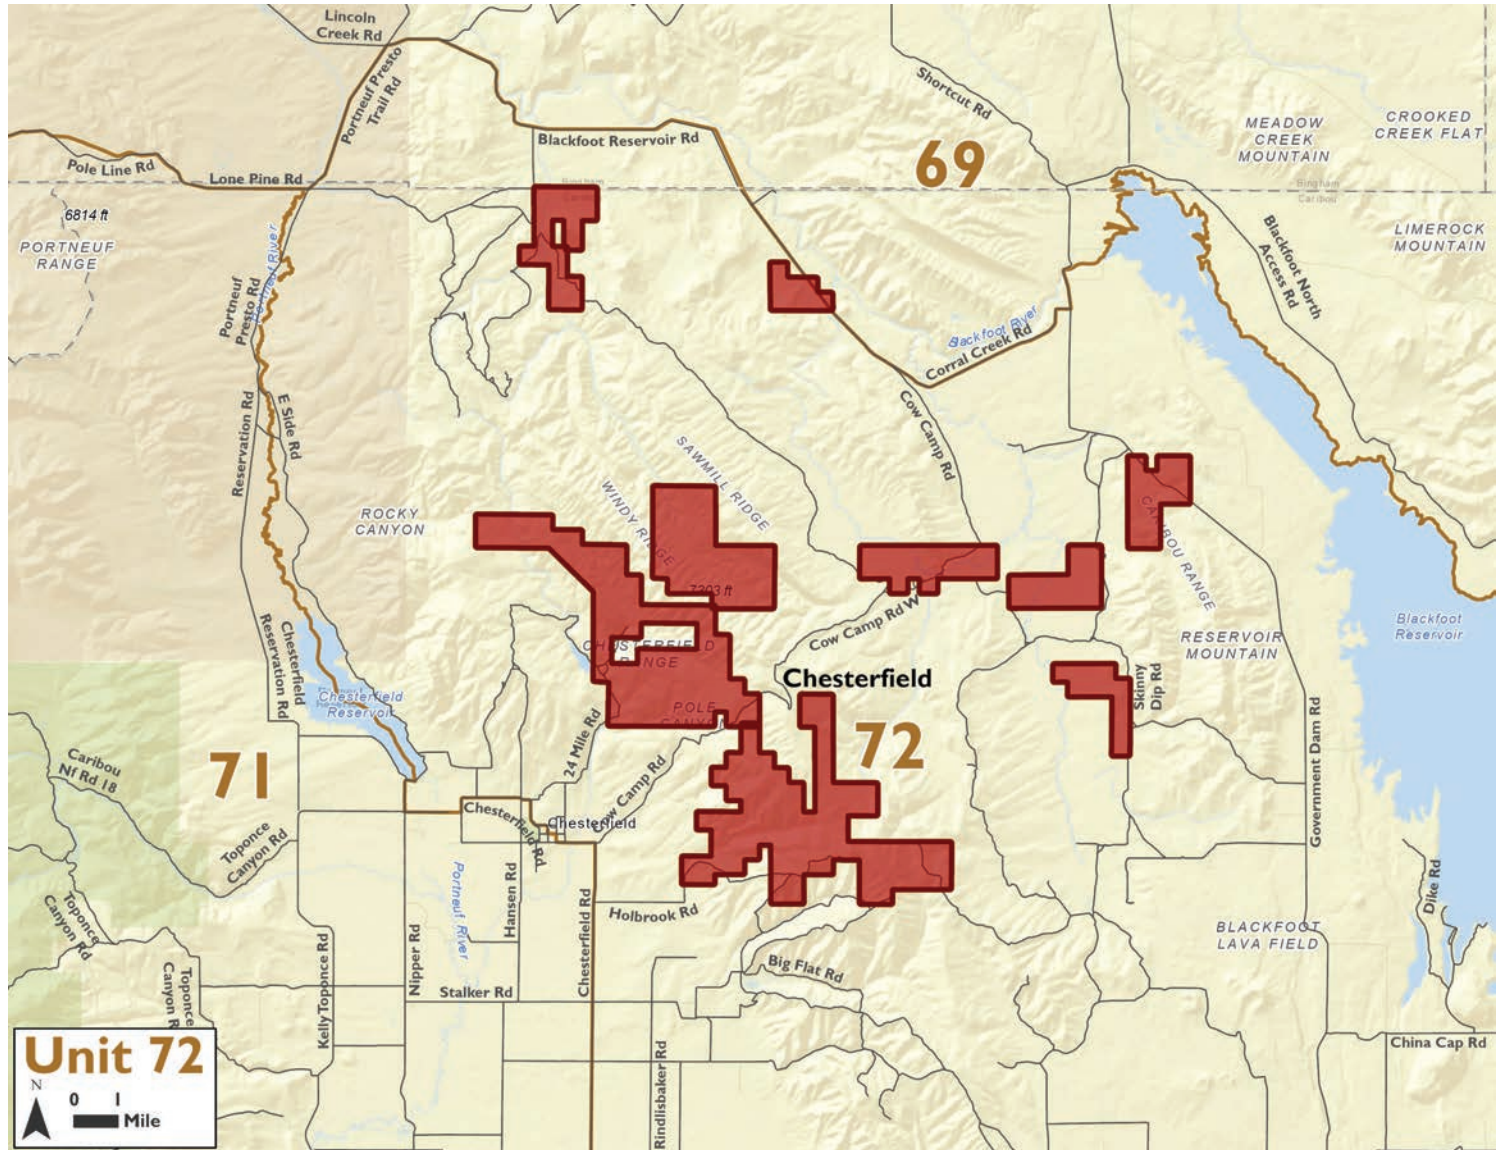 Lincoln
Creek Rd
Portneuf Presto
Trail Rd
Shortcut Rd
MEADOW
CREEK
MOUNTAIN
CROOKED
CREEK FLAT
Pole Line Rd
Lone Pine Rd
Blackfoot Reservoir Rd
69
Bingham
Caribou
6814 ft
PORTNEUF
RANGE
Portneuf River
Portneuf
Presto Rd
Blackfoot North
Access Rd
LIMEROCK
MOUNTAIN
Blackfoot River
Corral Creek Rd
Reservation Rd
E Side Rd
Cow Camp Rd
SAWMILL RIDGE
WINDY RIDGE
ROCKY
CANYON
CARIBOU RANGE
7293 ft
Cow Camp Rd W
Blackfoot
Reservoir
RESERVOIR
MOUNTAIN
CHESTERFIELD
RANGE
Chesterfield
Reservation Rd
Chesterfield
Reservoir
Chesterfield
Skinny
Dip Rd
POLE
CANYON
72
71
24 Mile Rd
Cow Camp Rd
Government Dam Rd
Caribou
Nf Rd 18
Toponce
Canyon Rd
Chesterfield Rd
Chesterfield
Portneuf River
Hansen Rd
Chesterfield Rd
Holbrook Rd
Dike Rd
BLACKFOOT
LAVA FIELD
Toponce
Canyon Rd
Toponce
Canyon R
Kelly Toponce Rd
Nipper Rd
Stalker Rd
Big Flat Rd
China Cap Rd
Rindlisbaker Rd
Unit 72
N
0 1
Mile